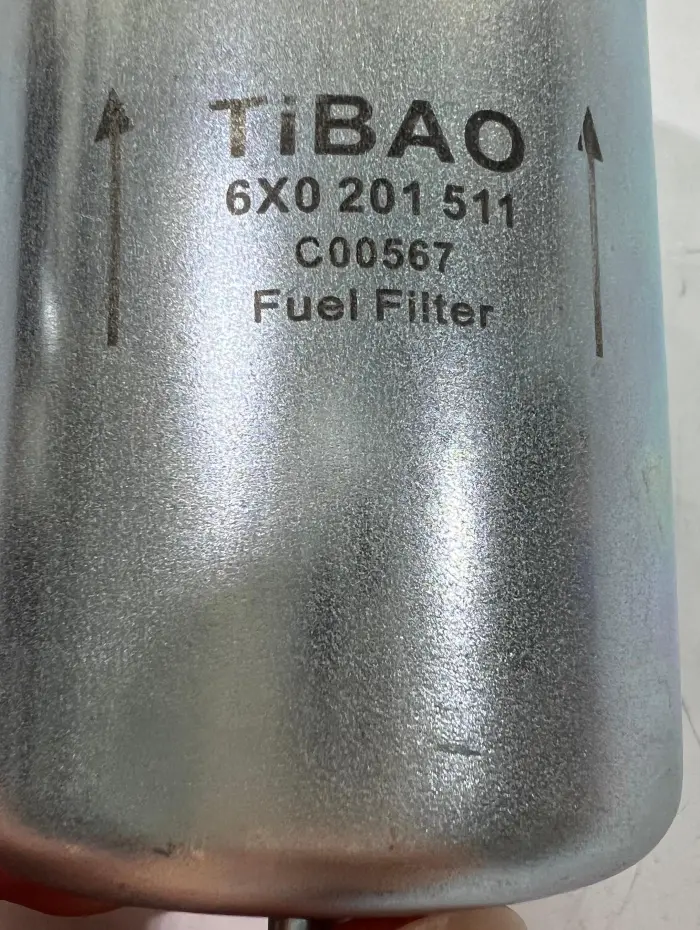 TiBAO
6X0 201 511
C00567
Fuel Filter